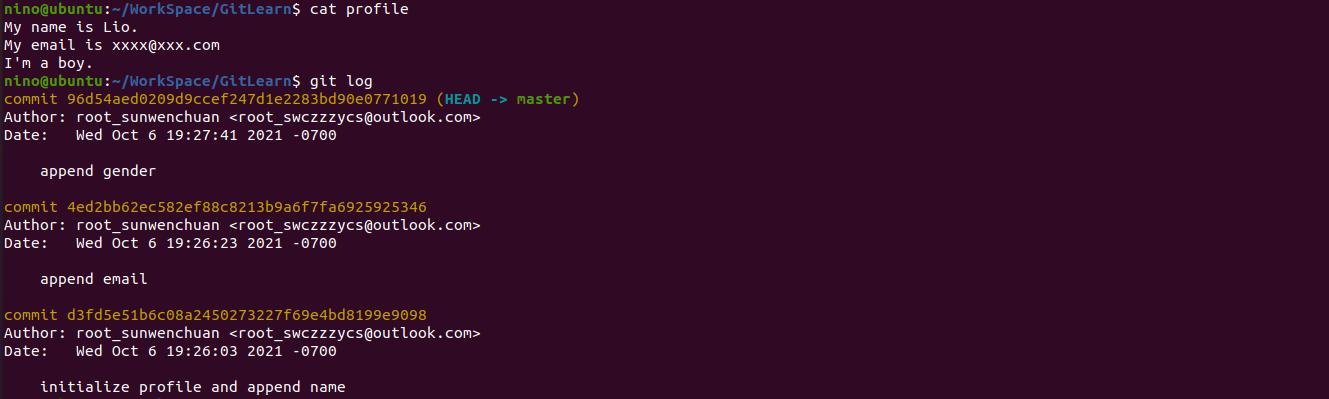 nino@ubuntu:~/WorkSpace/GitLearn$ cat profile
My name is Lio.
My email is xxxx@xxx.com
I'm a boy.
nino@ubuntu:~/WorkSpace/GitLearn$ git log
commit 96d54aed0209d9ccef247d1e2283bd90e0771019 (HEAD -> master)
Author: root_sunwenchuan <root_swczzzycs@outlook.com>
Date:   Wed Oct 6 19:27:41 2021 -0700
    append gender
commit 4ed2bb62ec582ef88c8213b9a6f7fa6925925346
Author: root_sunwenchuan <root_swczzzycs@outlook.com>
Date:   Wed Oct 6 19:26:23 2021 -0700
    append email
commit d3fd5e51b6c08a2450273227f69e4bd8199e9098
Author: root_sunwenchuan <root_swczzzycs@outlook.com>
Date:   Wed Oct 6 19:26:03 2021 -0700
    initialize profile and append name